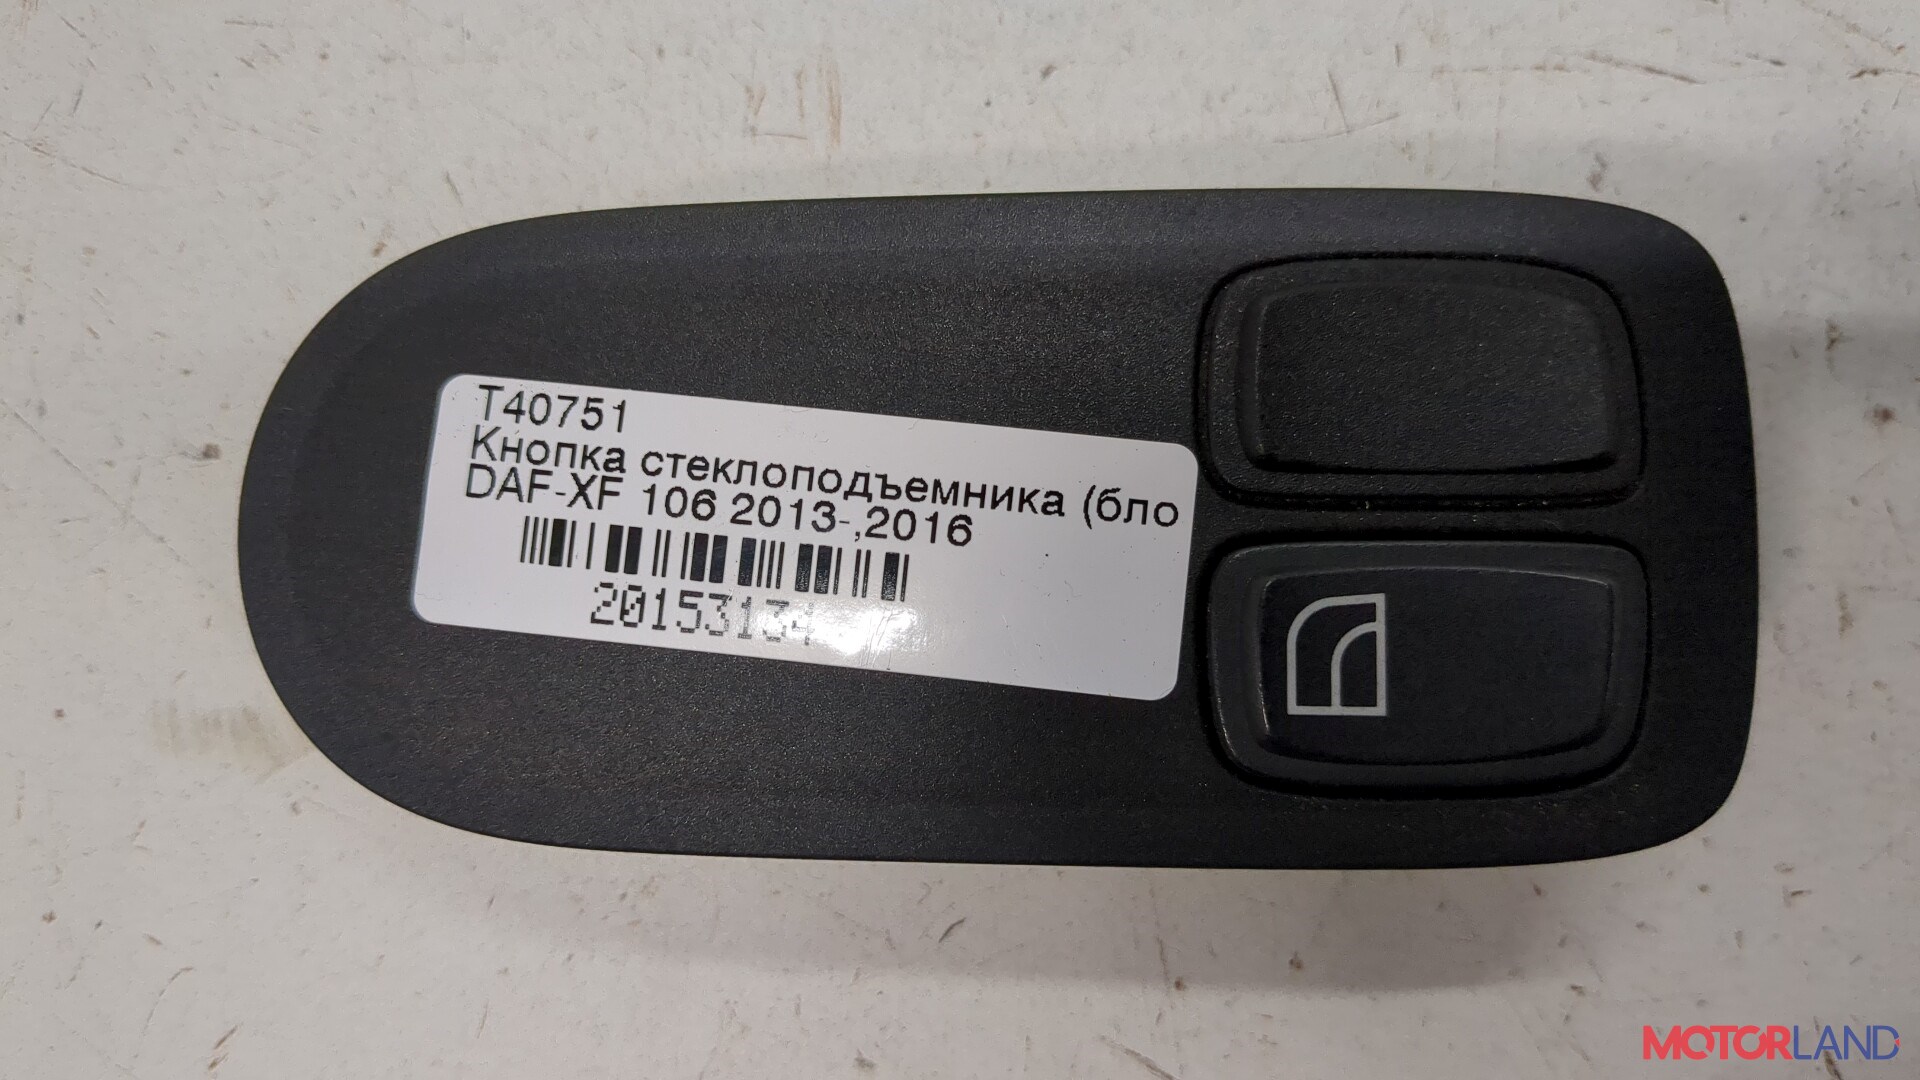 T40751
Кнопка стеклоподъемника (бло
DAF-XF 106 2013-,2016
20153134
MOTORLAND